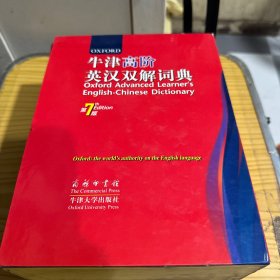 OXFORD
牛津高阶
英汉双解词典
Oxford Advanced Learner's
English-Chinese Dictionary
第7版 Edition
Oxford: the world's authority on the English language
商务印书馆
The Commercial Press
牛津大学出版社
Oxford University Press